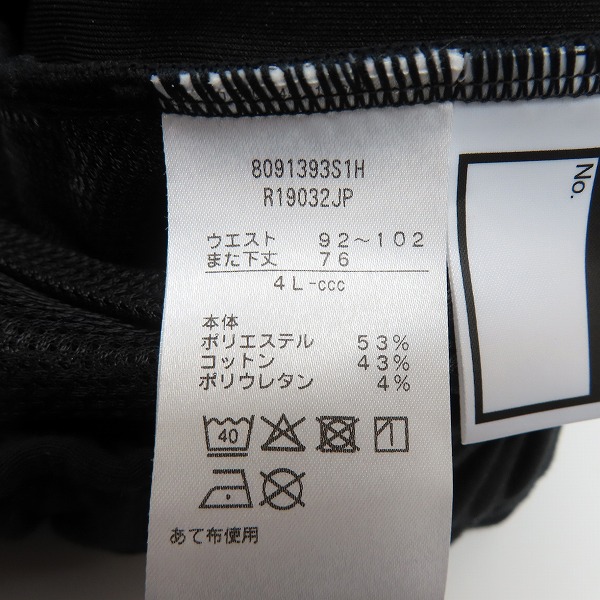 8091393S1H
R19032JP
ウエスト 92~102
また下丈 76
4L-ccc
本体
ポリエステル 53%
コットン 43%
ポリウレタン 4%
40
あて布使用
No.